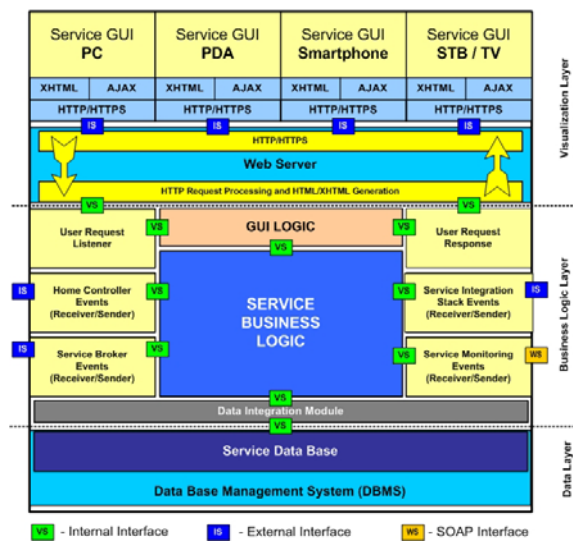 Service GUI
PC
Service GUI
PDA
Service GUI
Smartphone
Service GUI
STB / TV
XHTML
AJAX
XHTML
AJAX
XHTML
AJAX
XHTML
AJAX
HTTP/HTTPS
HTTP/HTTPS
HTTP/HTTPS
HTTP/HTTPS
IS
IS
IS
IS
HTTP/HTTPS
Web Server
HTTP Request Processing and HTML/XHTML Generation
Visualization Layer
VS
VS
User Request
Listener
VS
GUI LOGIC
VS
User Request
Response
VS
IS
Home Controller
Events
(Receiver/Sender)
VS
SERVICE
BUSINESS
LOGIC
VS
Service Integration
Stack Events
(Receiver/Sender)
IS
IS
Service Broker
Events
(Receiver/Sender)
VS
VS
Service Monitoring
Events
(Receiver/Sender)
WS
VS
Data Integration Module
Business Logic Layer
VS
Service Data Base
Data Base Management System (DBMS)
Data Layer
VS - Internal Interface
IS - External Interface
WS - SOAP Interface